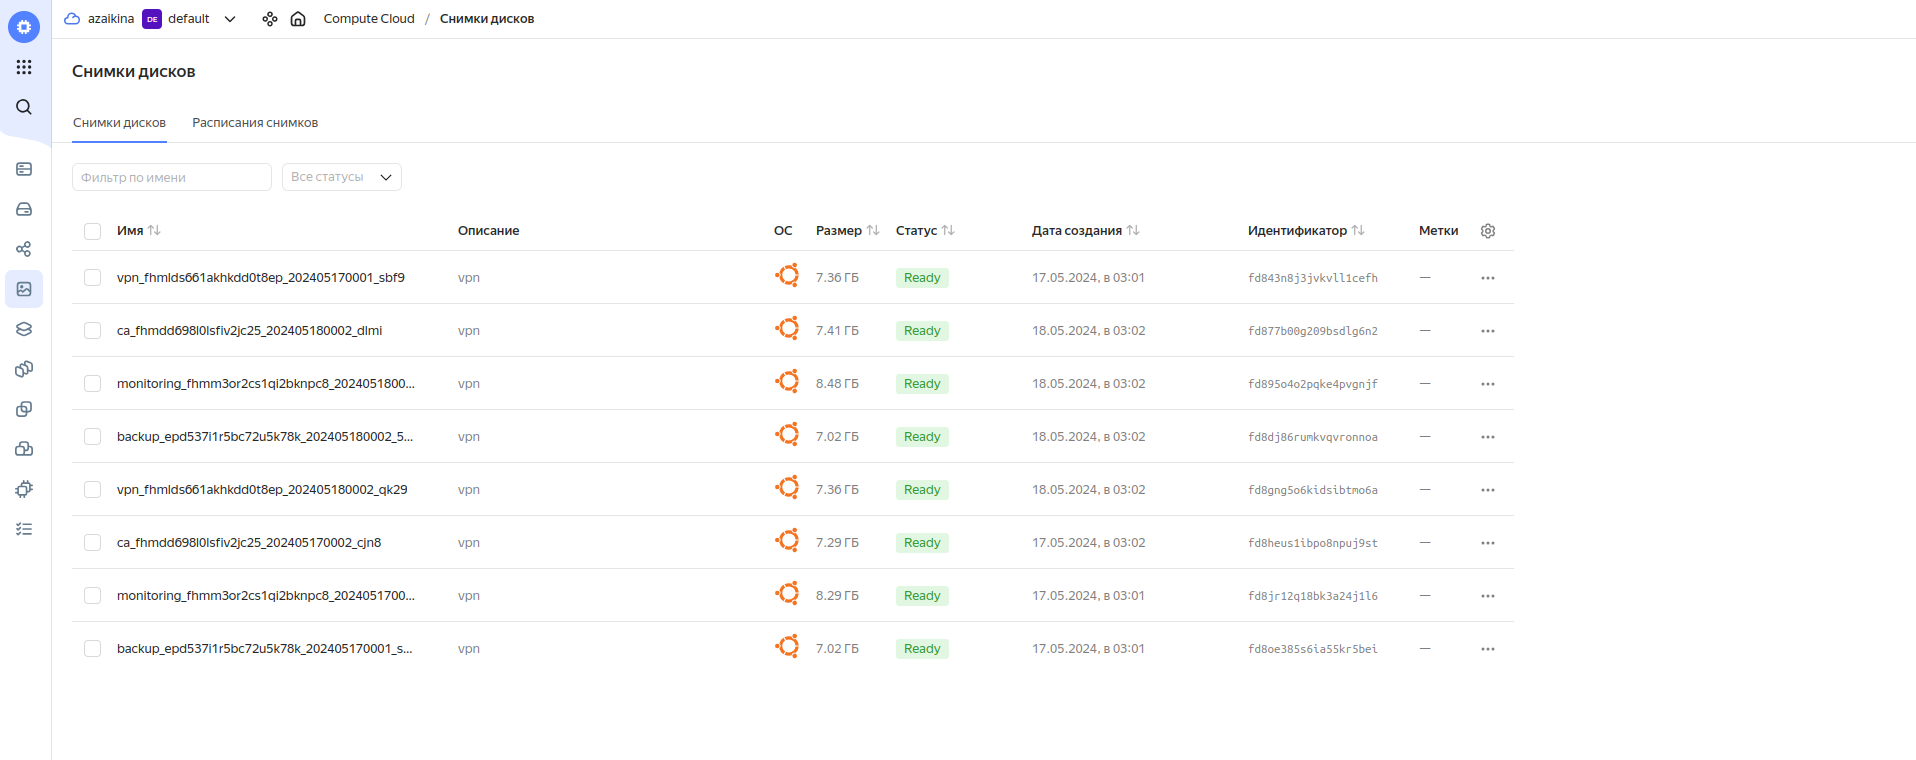 azaikina DE default Compute Cloud / Снимки дисков
Снимки дисков
Снимки дисков Расписания снимков
Фильтр по имени Все статусы
Имя Описание ОС Размер Статус Дата создания Идентификатор Метки
vpn_fhmlds661akhkdd0t8ep_202405170001_sbf9 vpn 7.36 ГБ Ready 17.05.2024, в 03:01 fd843n8j3jvkvll1cefh —
ca_fhmdd698l0lsfiv2jc25_202405180002_dlmi vpn 7.41 ГБ Ready 18.05.2024, в 03:02 fd877b00g209bsdlg6n2 —
monitoring_fhmm3or2cs1qi2bknpc8_2024051800... vpn 8.48 ГБ Ready 18.05.2024, в 03:02 fd895o4o2pqke4pvgnjf —
backup_epd537i1r5bc72u5k78k_202405180002_5... vpn 7.02 ГБ Ready 18.05.2024, в 03:02 fd8dj86rumkvqvronnoa —
vpn_fhmlds661akhkdd0t8ep_202405180002_qk29 vpn 7.36 ГБ Ready 18.05.2024, в 03:02 fd8gng5o6kidsibtmo6a —
ca_fhmdd698l0lsfiv2jc25_202405170002_cjn8 vpn 7.29 ГБ Ready 17.05.2024, в 03:02 fd8heus1ibpo8npuj9st —
monitoring_fhmm3or2cs1qi2bknpc8_2024051700... vpn 8.29 ГБ Ready 17.05.2024, в 03:01 fd8jr12q18bk3a24j1l6 —
backup_epd537i1r5bc72u5k78k_202405170001_s... vpn 7.02 ГБ Ready 17.05.2024, в 03:01 fd8oe385s6ia55kr5bei —